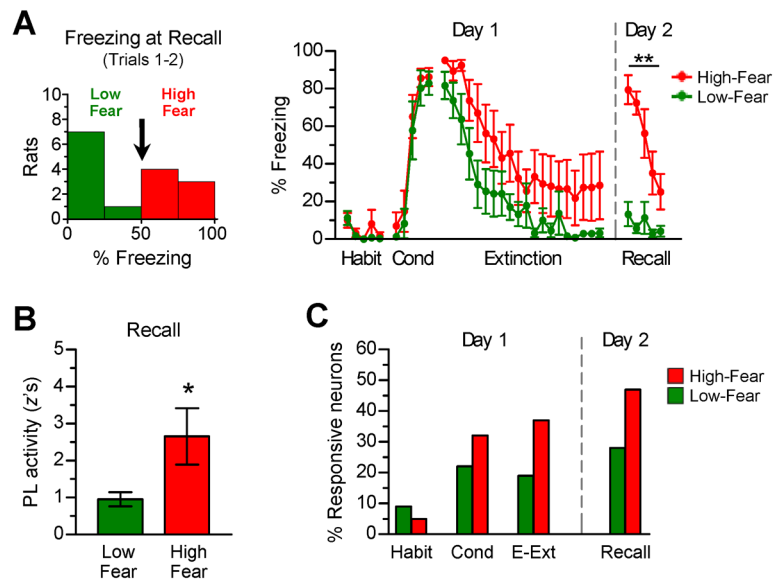 A
Freezing at Recall
(Trials 1-2)
Low
Fear
High
Fear
10
8
6
4
2
0
Rats
0
50
100
% Freezing
Day 1
Day 2
**
High-Fear
Low-Fear
100
80
60
40
20
0
% Freezing
Habit
Cond
Extinction
Recall
B
Recall
5
4
3
2
1
0
PL activity (z's)
*
Low
Fear
High
Fear
C
Day 1
Day 2
High-Fear
Low-Fear
60
50
40
30
20
10
0
% Responsive neurons
Habit
Cond
E-Ext
Recall